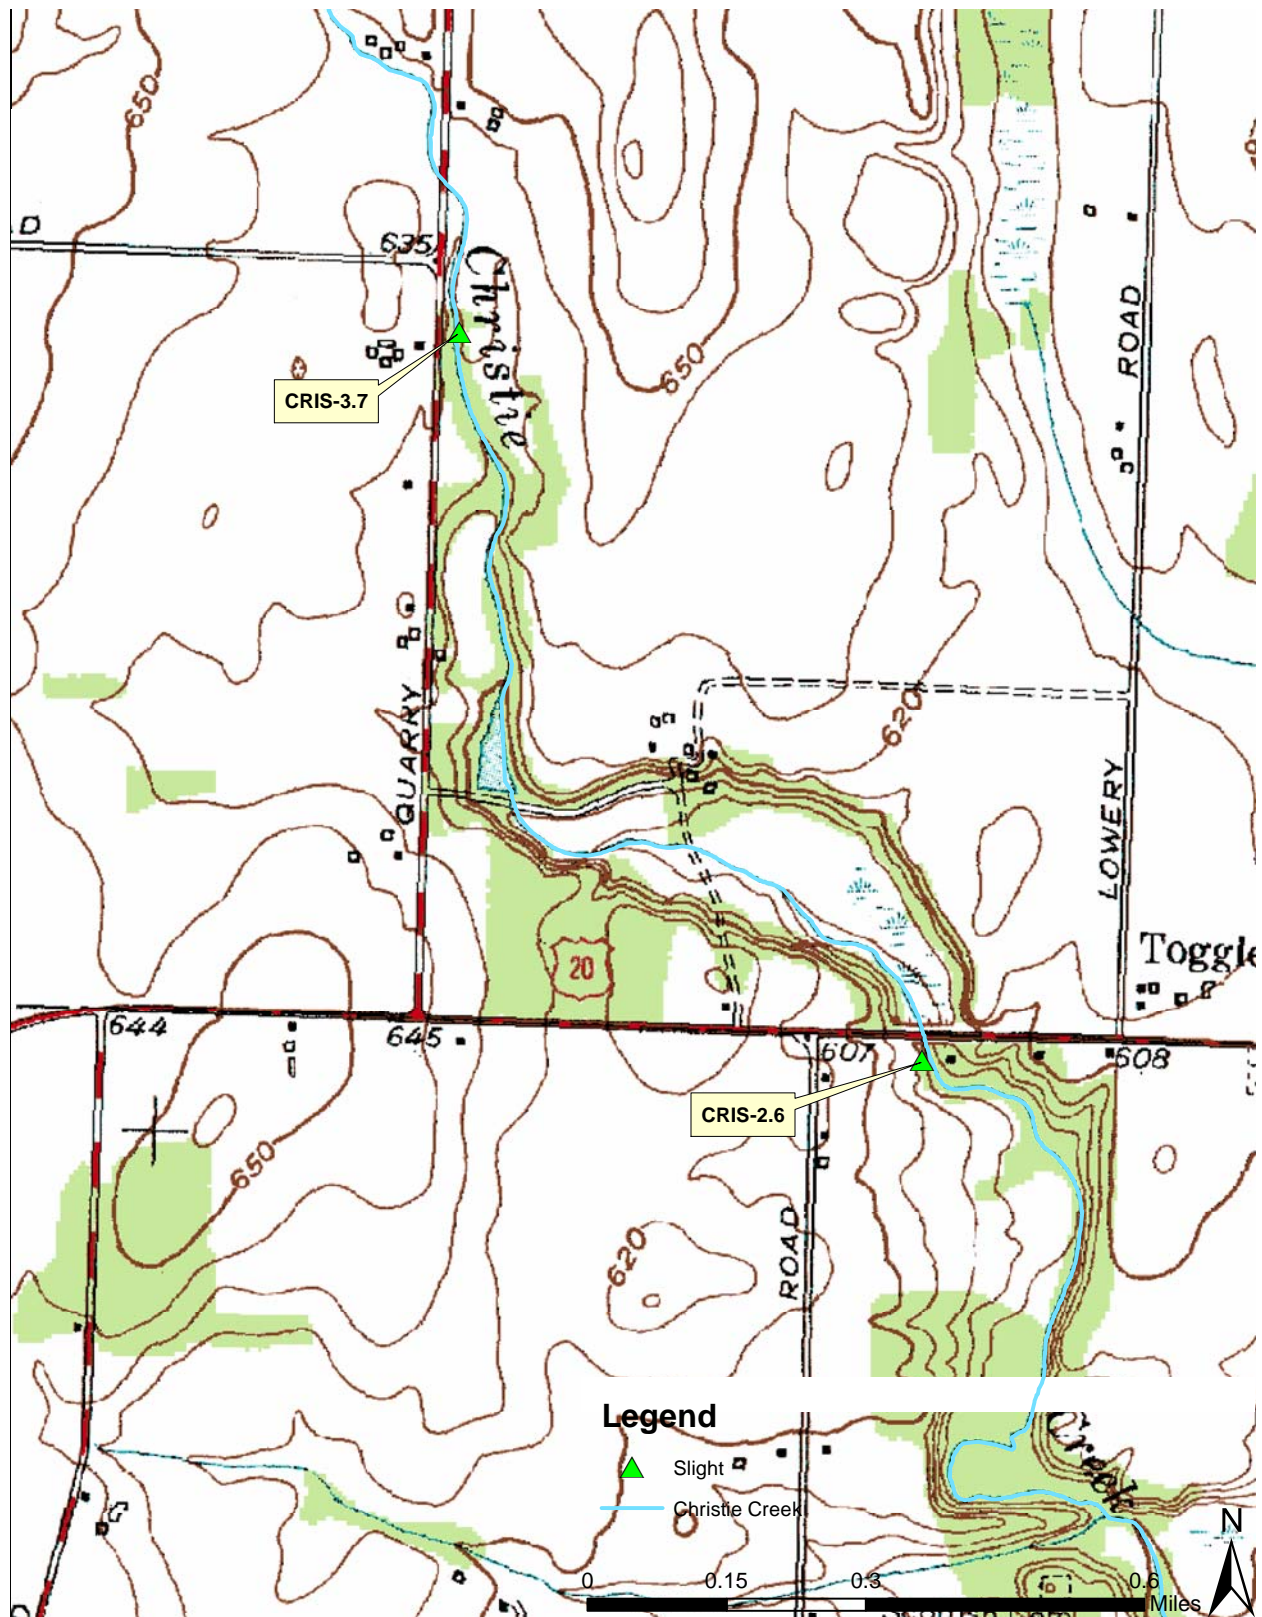 650
D
635
Christie
CRIS-3.7
650
ROAD
QUARRY
620
LOWERY
20
Toggle
644
645
607
608
CRIS-2.6
650
620
ROAD
Legend
Slight
Christie Creek
Creek
N
0 0.15 0.3 0.6
Miles